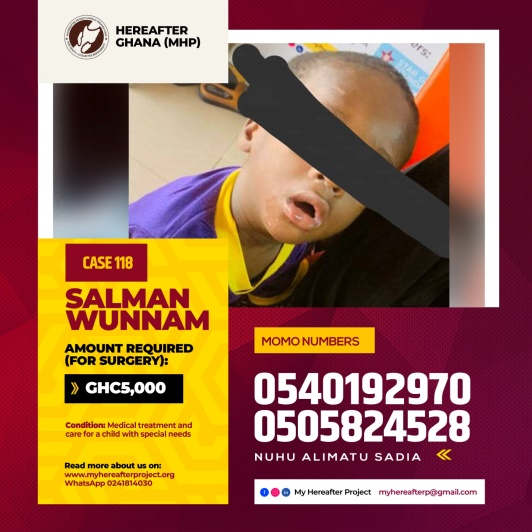 HEREAFTER
GHANA (MHP)
CASE 118
SALMAN
WUNNAM
AMOUNT REQUIRED
(FOR SURGERY):
GHC5,000
Condition: Medical treatment and
care for a child with special needs
Read more about us on:
www.myhereafterproject.org
WhatsApp 0241814030
MOMO NUMBERS
0540192970
0505824528
NUHU ALIMATU SADIA
My Hereafter Project myhereafterp@gmail.com